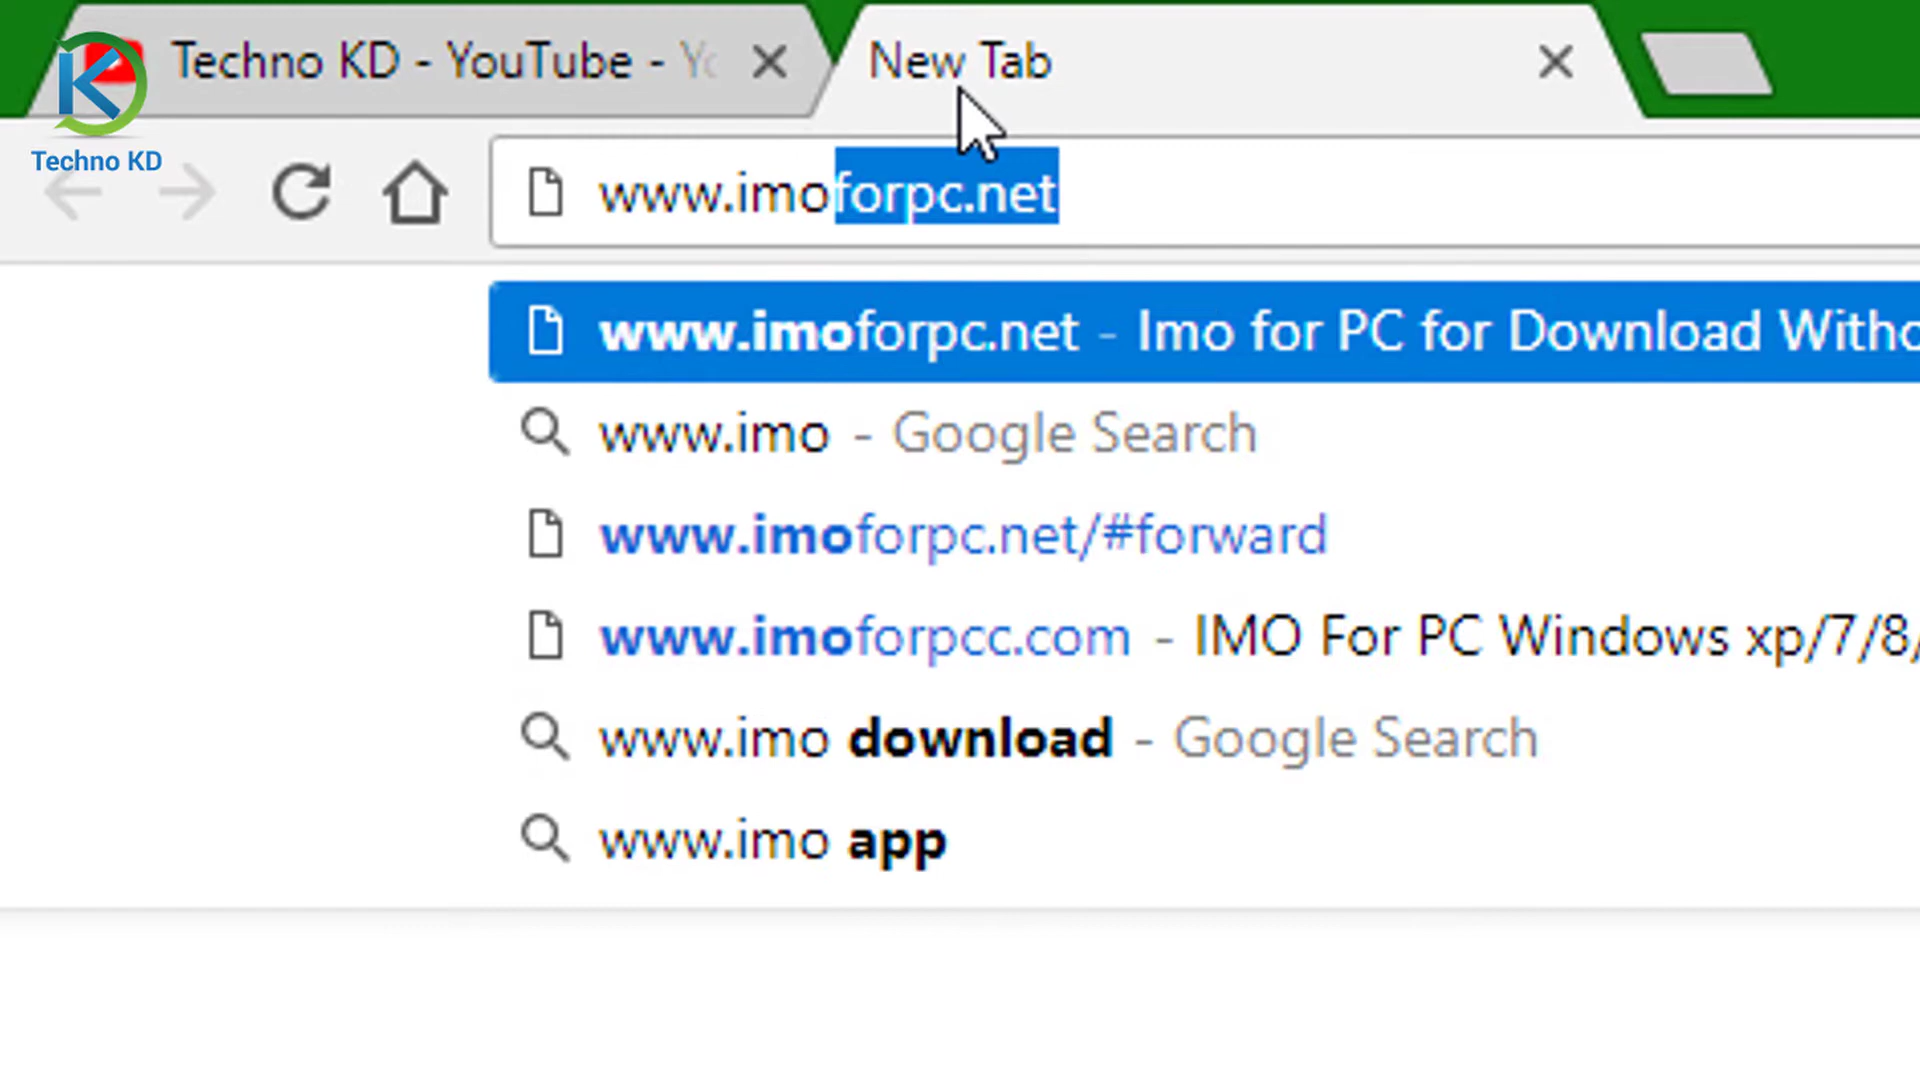 Techno KD - YouTube - Yo
New Tab
Techno KD
www.imoforpc.net
www.imoforpc.net - Imo for PC for Download Witho
www.imo - Google Search
www.imoforpc.net/#forward
www.imoforpcc.com - IMO For PC Windows xp/7/8/
www.imo download - Google Search
www.imo app